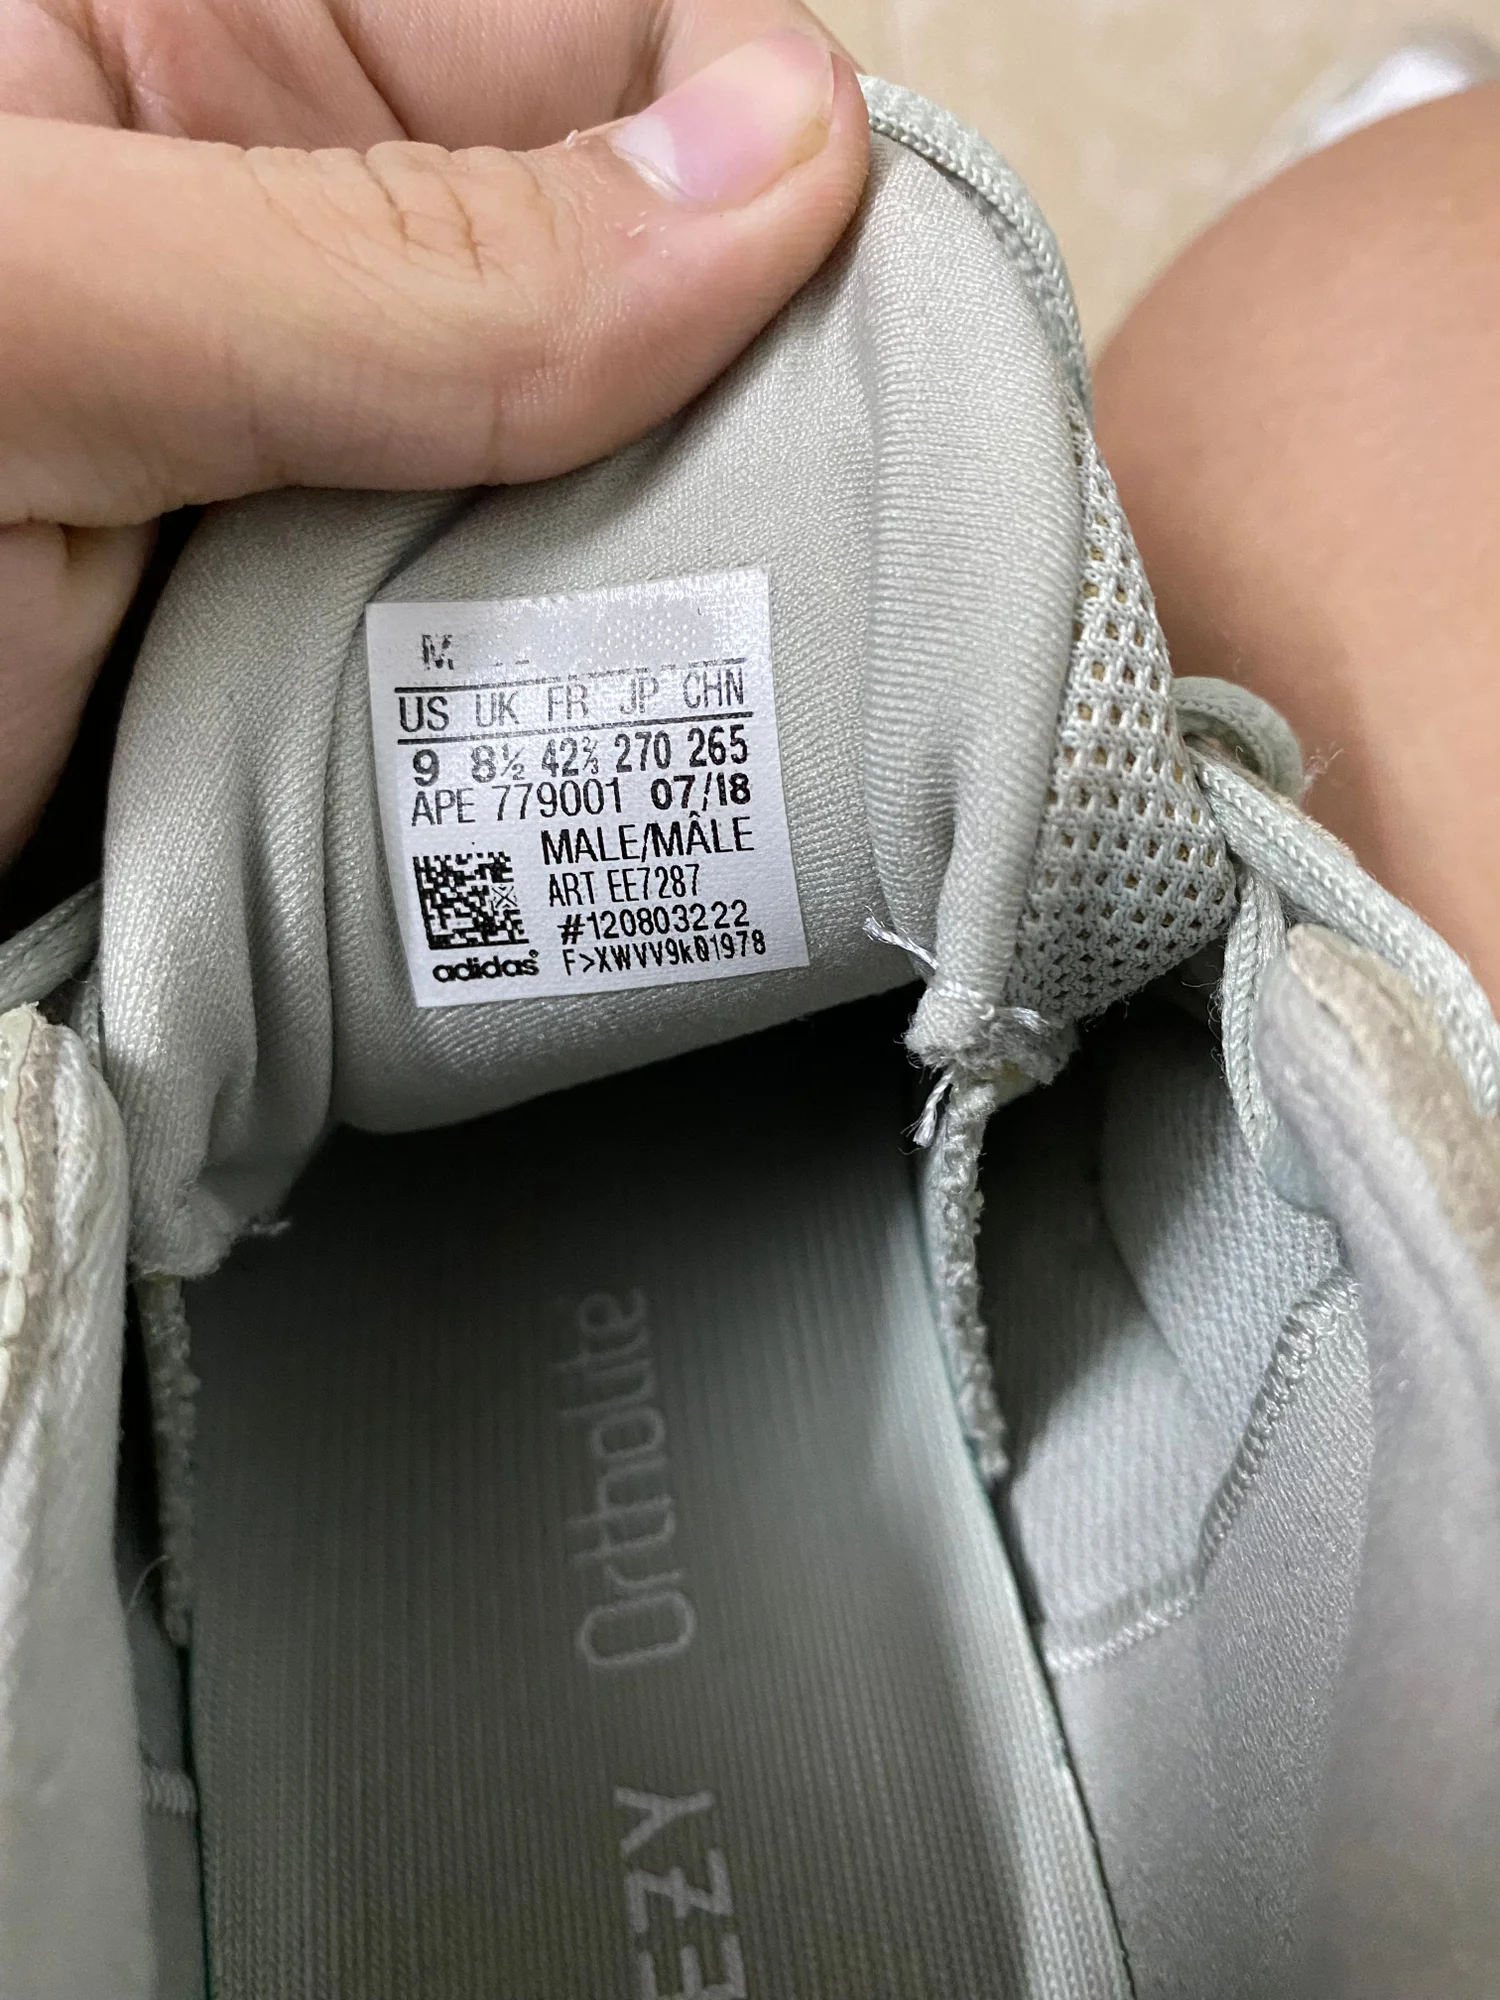 M
US UK FR JP CHN
9 8½ 42⅔ 270 265
APE 779001 07/18
MALE/MÂLE
ART EE7287
#120803222
F>XWVV9kQ1978
adidas
Ortholite
EEZY